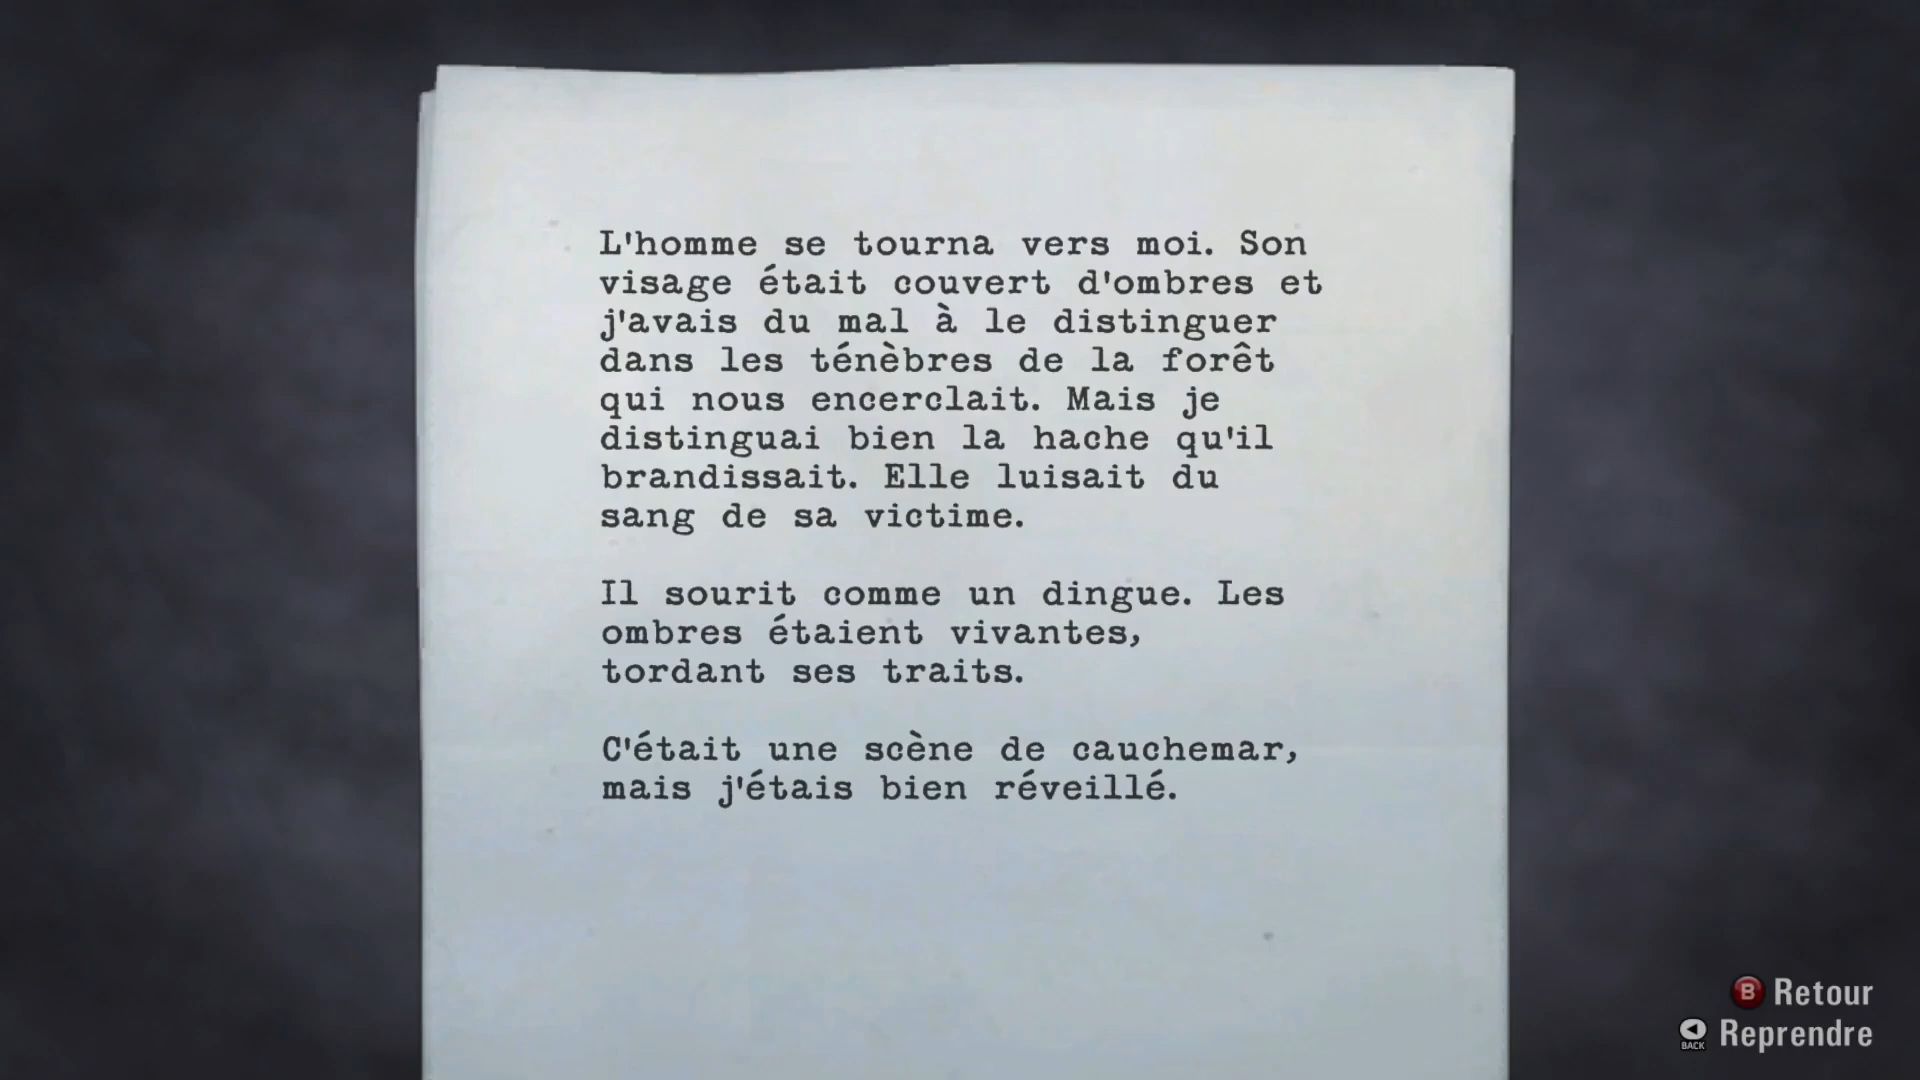 L'homme se tourna vers moi. Son
visage était couvert d'ombres et
j'avais du mal à le distinguer
dans les ténèbres de la forêt
qui nous encerclait. Mais je
distinguai bien la hache qu'il
brandissait. Elle luisait du
sang de sa victime.
Il sourit comme un dingue. Les
ombres étaient vivantes,
tordant ses traits.
C'était une scène de cauchemar,
mais j'étais bien réveillé.
B Retour
BACK Reprendre